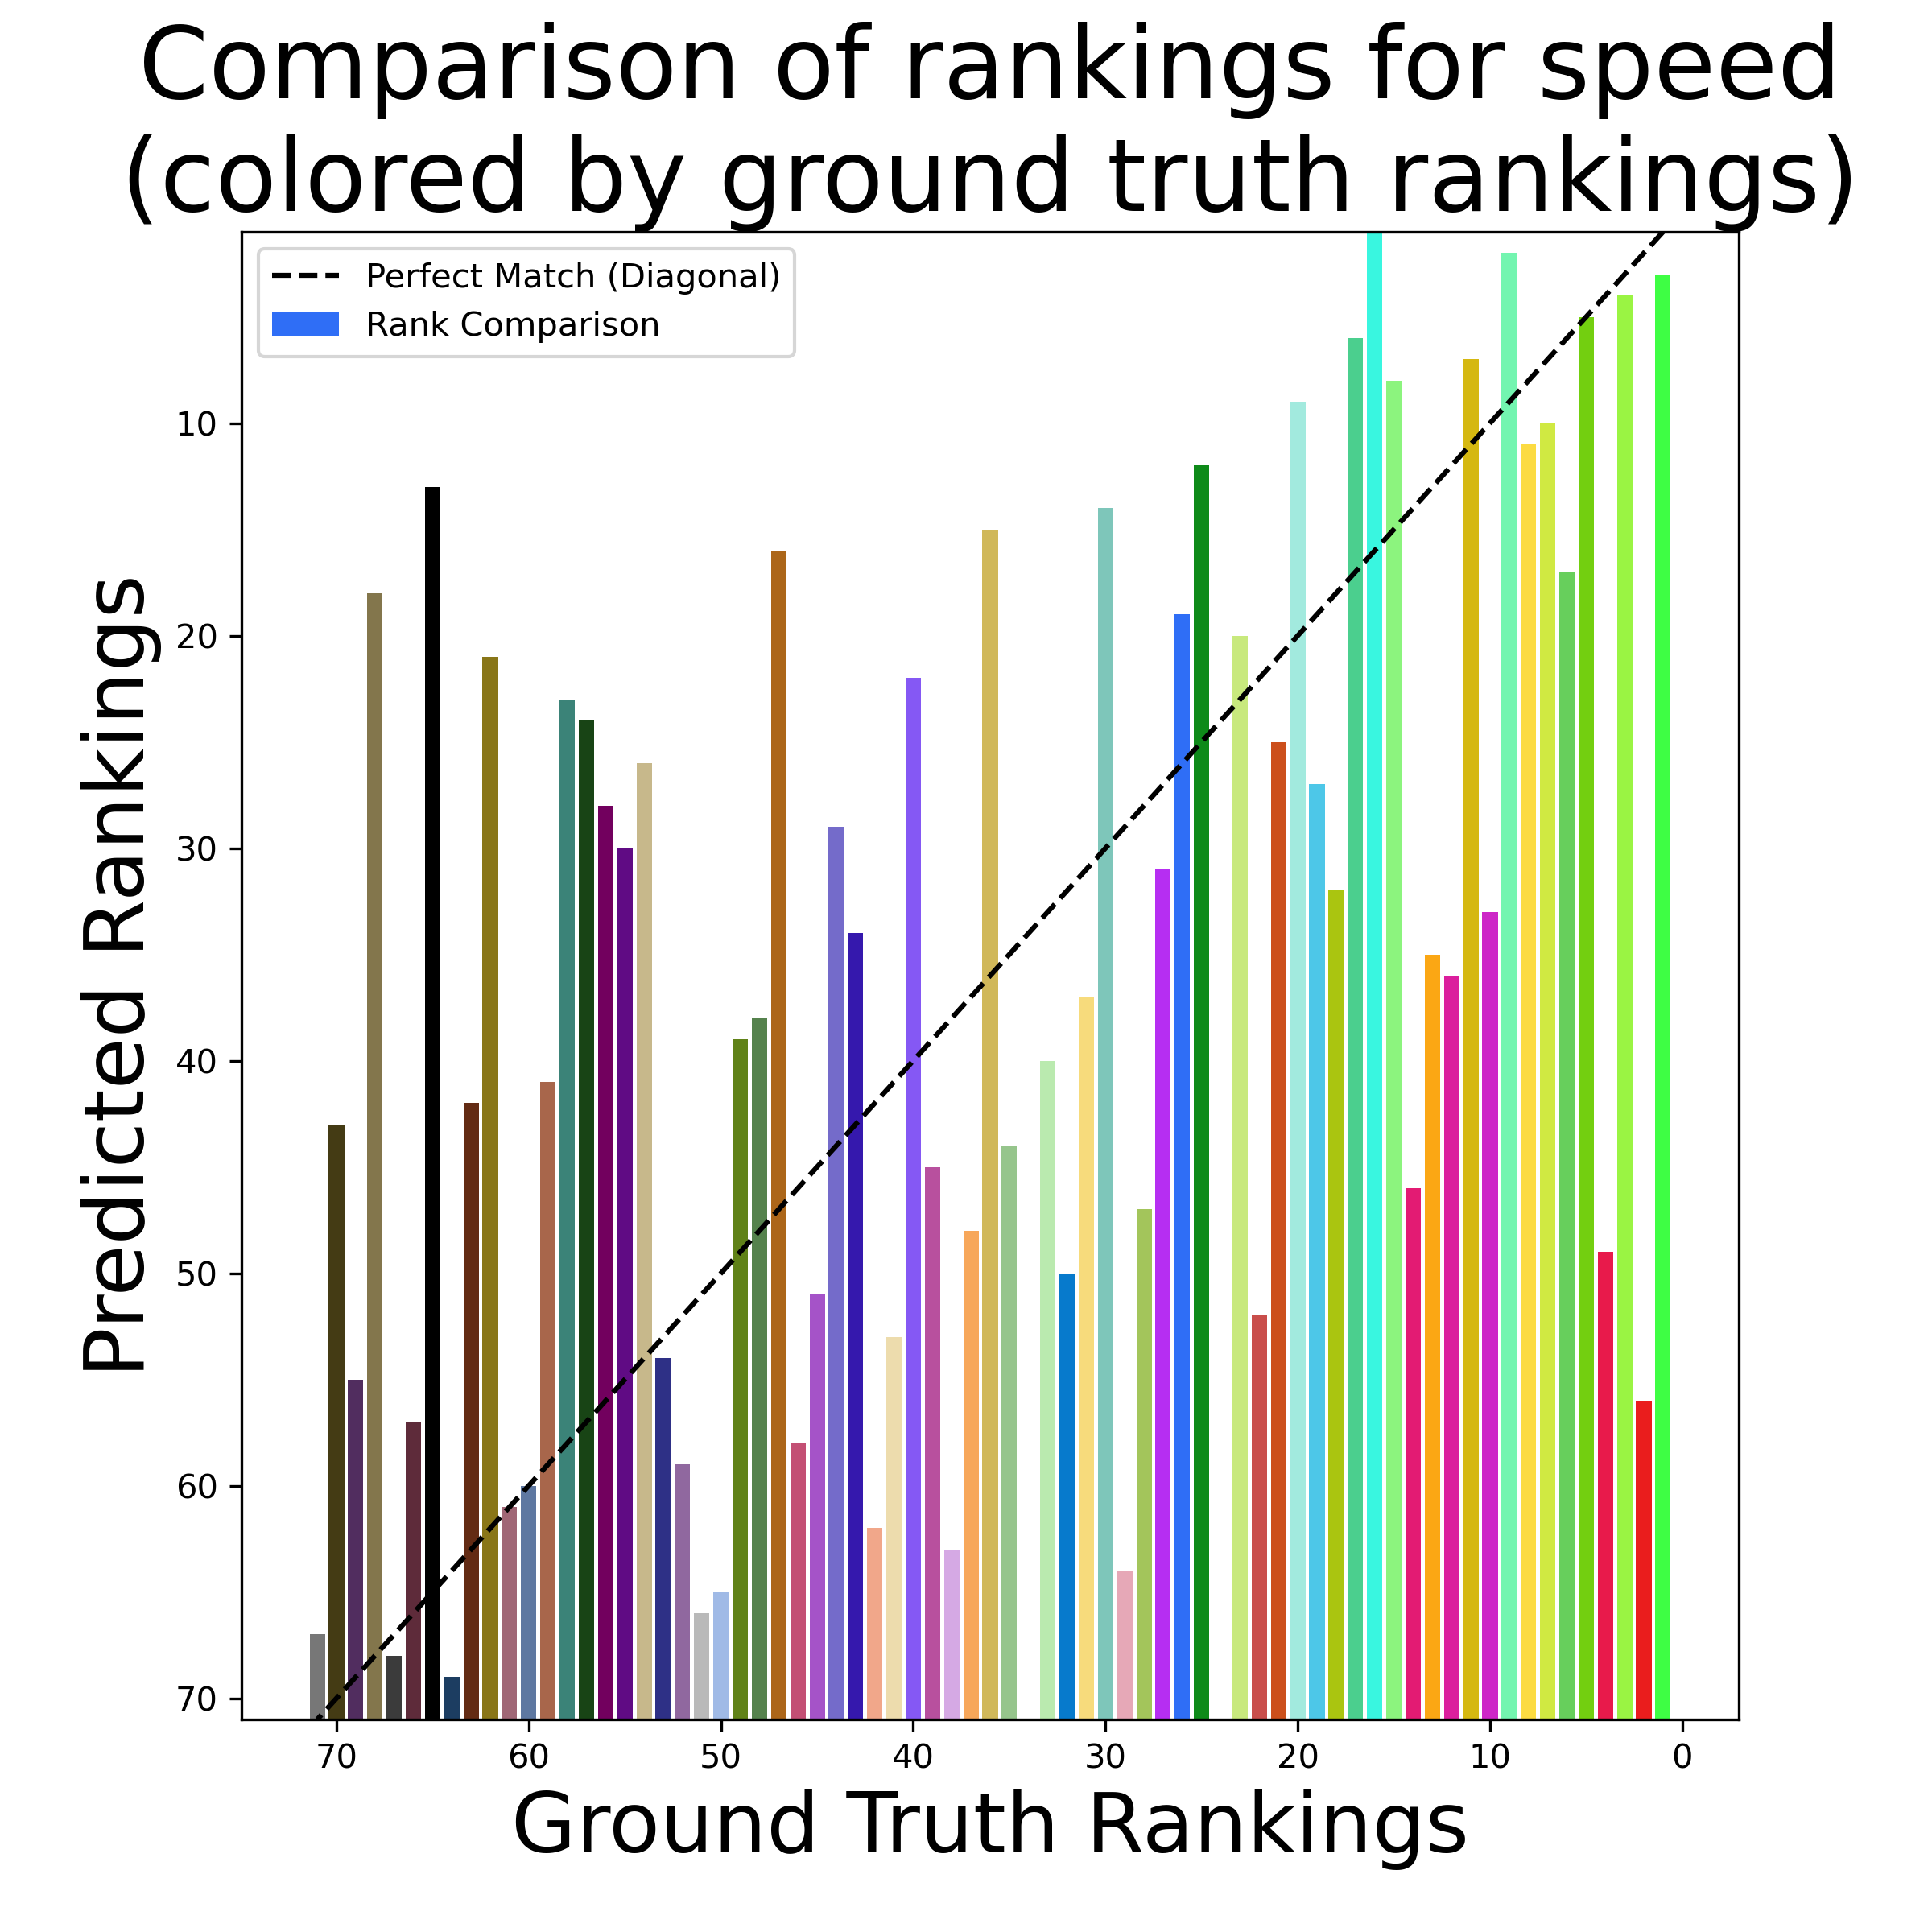 Comparison of rankings for speed
(colored by ground truth rankings)
Perfect Match (Diagonal)
Rank Comparison
Predicted Rankings
10
20
30
40
50
60
70
70 60 50 40 30 20 10 0
Ground Truth Rankings